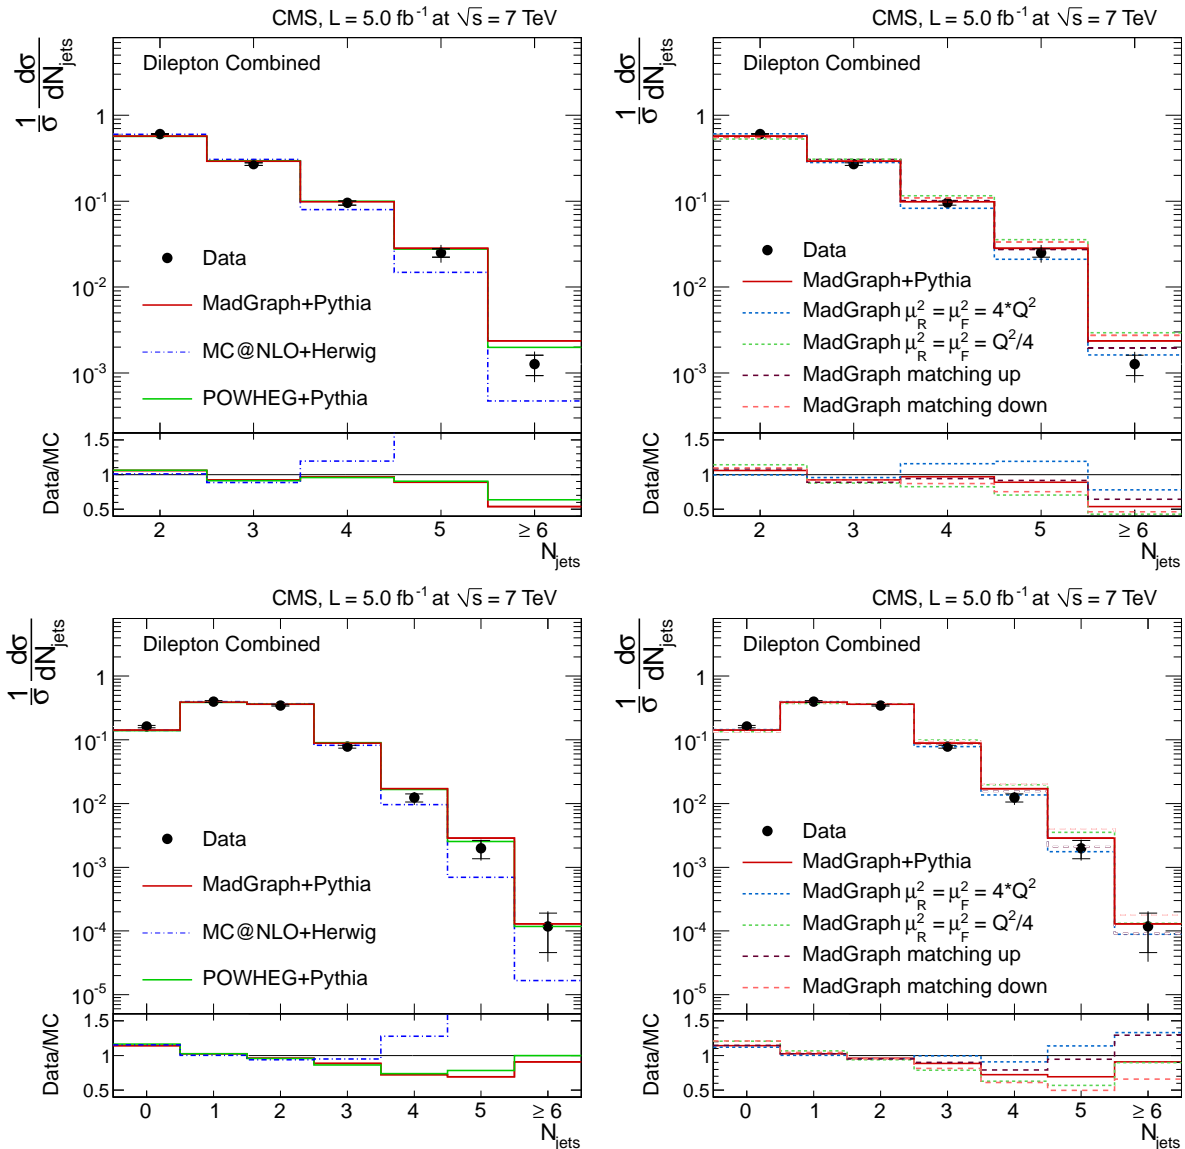 CMS, L = 5.0 fb⁻¹ at √s = 7 TeV
1/σ dσ/dN_jets
Dilepton Combined
1
10⁻¹
10⁻²
10⁻³
Data
MadGraph+Pythia
MC@NLO+Herwig
POWHEG+Pythia
Data/MC
1.5
1
0.5
2 3 4 5 ≥ 6
N_jets
CMS, L = 5.0 fb⁻¹ at √s = 7 TeV
1/σ dσ/dN_jets
Dilepton Combined
1
10⁻¹
10⁻²
10⁻³
Data
MadGraph+Pythia
MadGraph μ²_R = μ²_F = 4*Q²
MadGraph μ²_R = μ²_F = Q²/4
MadGraph matching up
MadGraph matching down
Data/MC
1.5
1
0.5
2 3 4 5 ≥ 6
N_jets
CMS, L = 5.0 fb⁻¹ at √s = 7 TeV
1/σ dσ/dN_jets
Dilepton Combined
1
10⁻¹
10⁻²
10⁻³
10⁻⁴
10⁻⁵
Data
MadGraph+Pythia
MC@NLO+Herwig
POWHEG+Pythia
Data/MC
1.5
1
0.5
0 1 2 3 4 5 ≥ 6
N_jets
CMS, L = 5.0 fb⁻¹ at √s = 7 TeV
1/σ dσ/dN_jets
Dilepton Combined
1
10⁻¹
10⁻²
10⁻³
10⁻⁴
10⁻⁵
Data
MadGraph+Pythia
MadGraph μ²_R = μ²_F = 4*Q²
MadGraph μ²_R = μ²_F = Q²/4
MadGraph matching up
MadGraph matching down
Data/MC
1.5
1
0.5
0 1 2 3 4 5 ≥ 6
N_jets